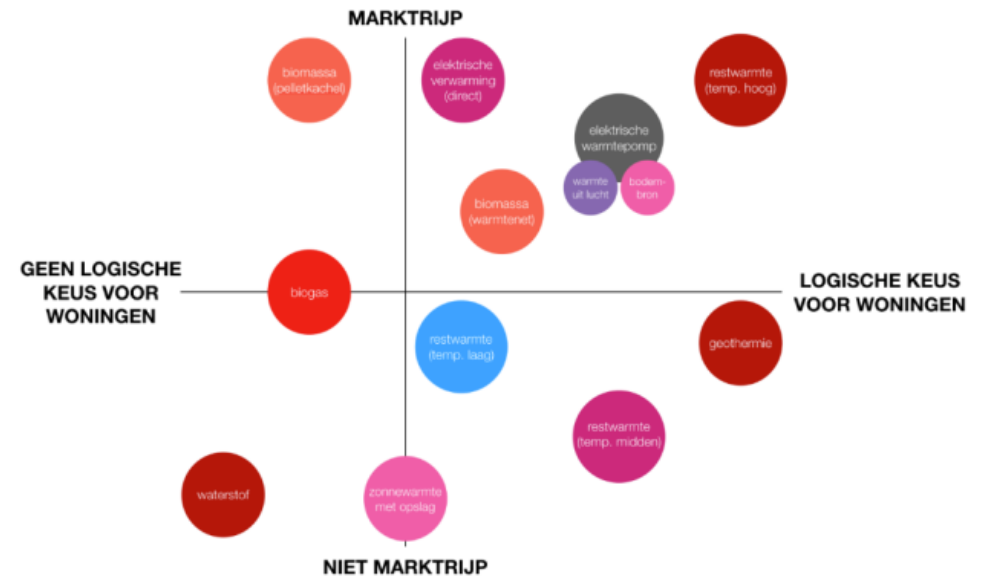 MARKTRIJP
biomassa
(pelletkachel)
elektrische
verwarming
(direct)
restwarmte
(temp. hoog)
elektrische
warmtepomp
warmte
uit lucht
bodem-
bron
biomassa
(warmtenet)
GEEN LOGISCHE
KEUS VOOR
WONINGEN
biogas
LOGISCHE KEUS
VOOR WONINGEN
restwarmte
(temp. laag)
geothermie
restwarmte
(temp. midden)
waterstof
zonnewarmte
met opslag
NIET MARKTRIJP